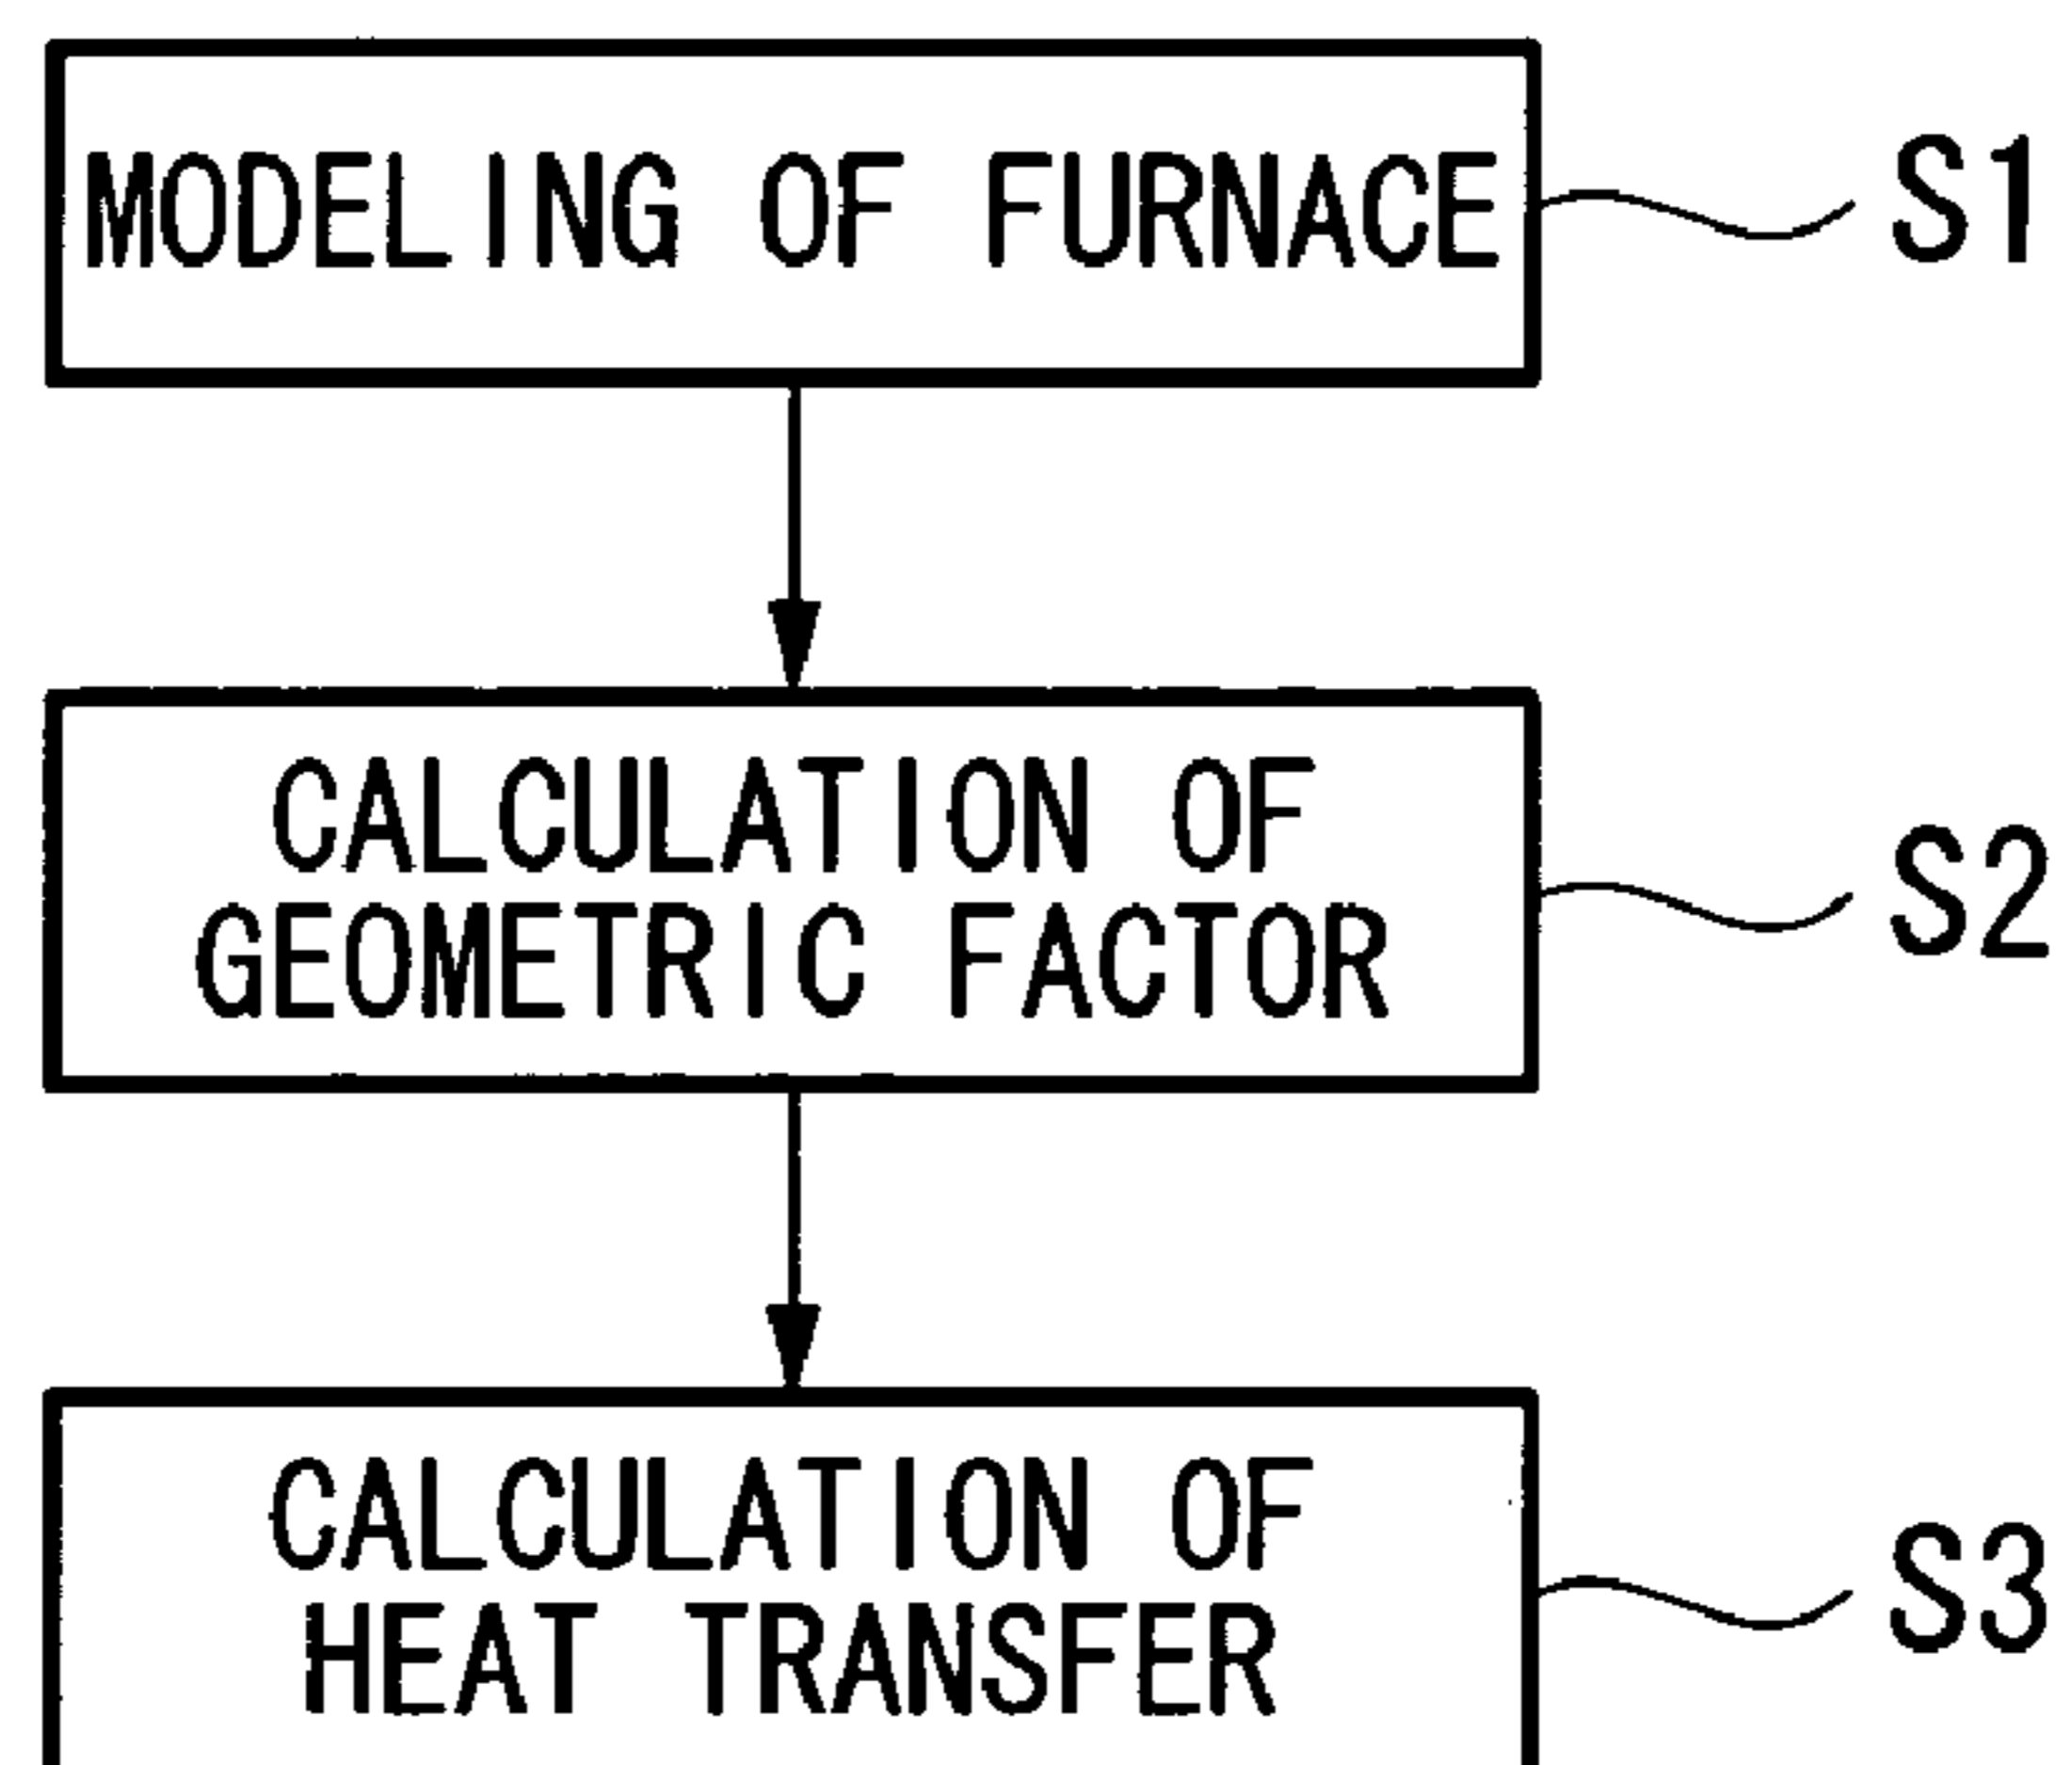 MODELING OF FURNACE
S1
CALCULATION OF
GEOMETRIC FACTOR
S2
CALCULATION OF
HEAT TRANSFER
S3